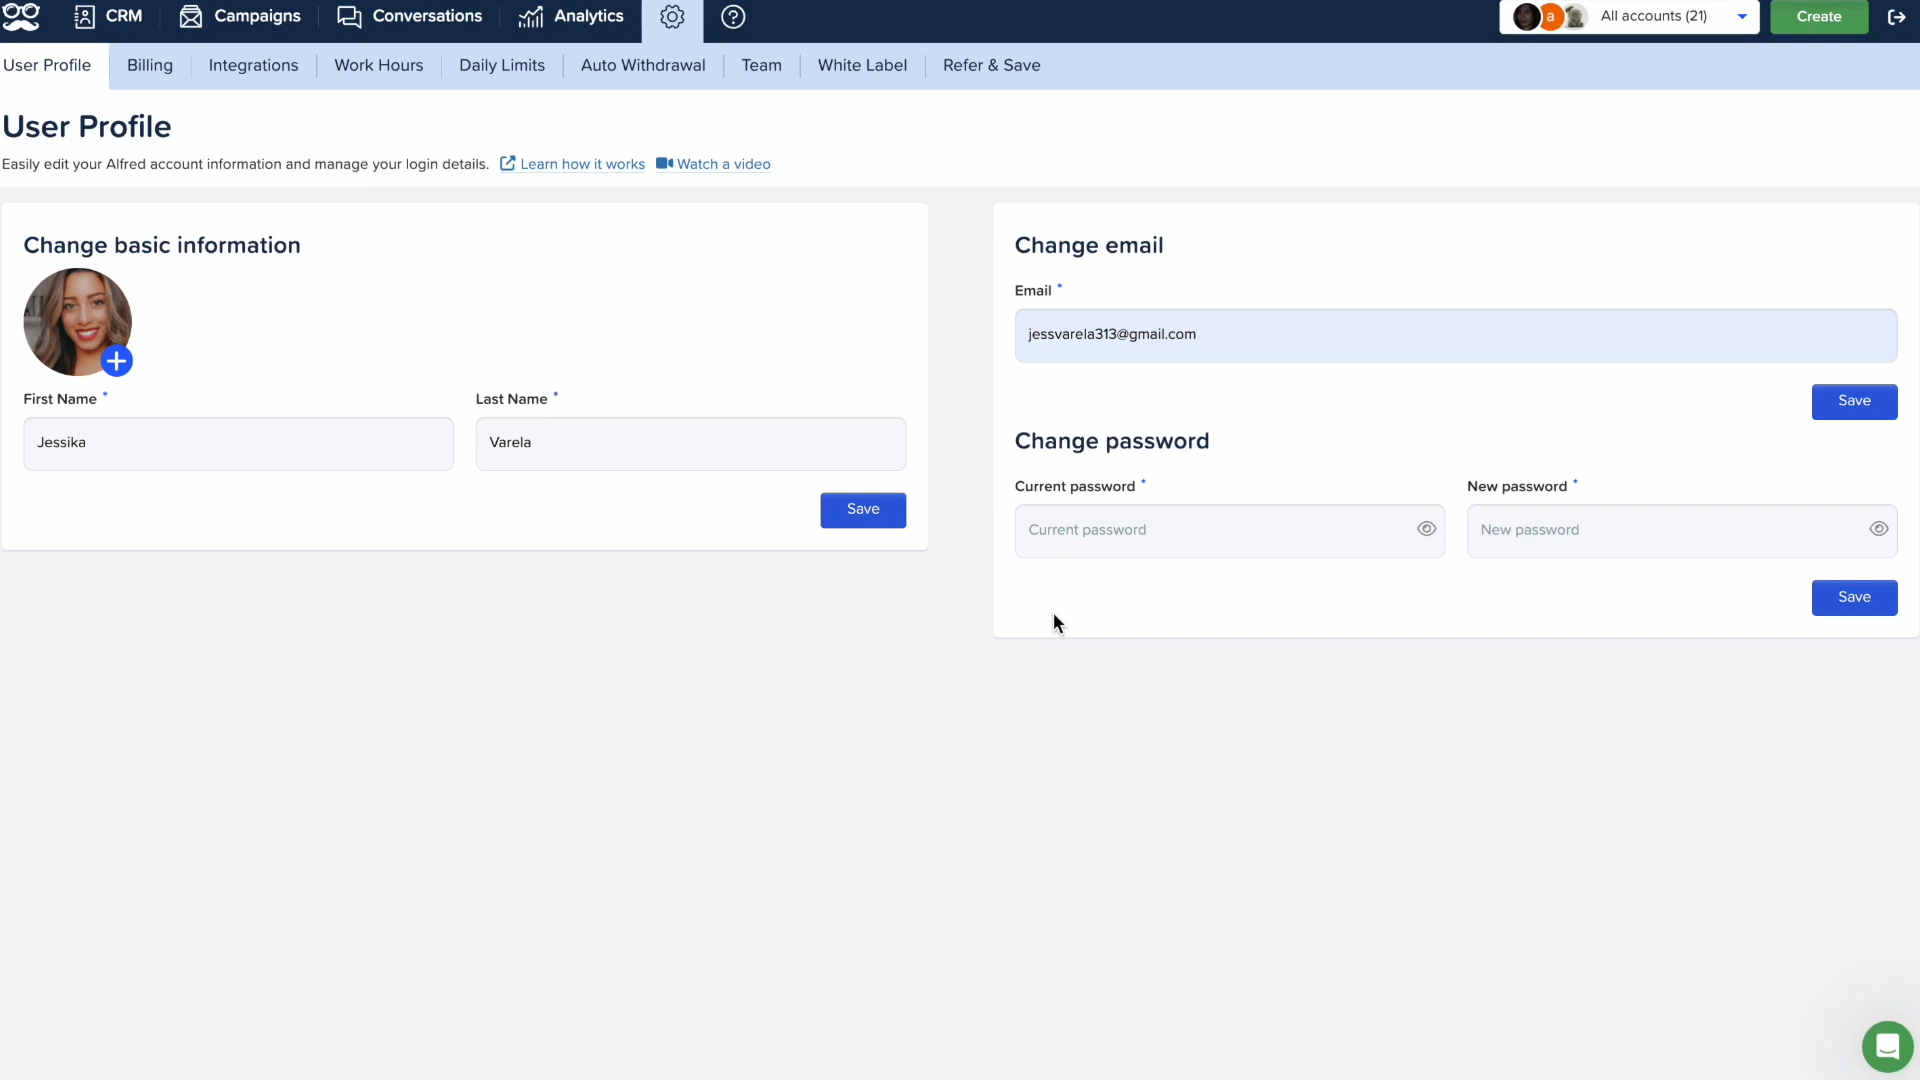 CRM
Campaigns
Conversations
Analytics
a
All accounts (21)
Create
User Profile
Billing
Integrations
Work Hours
Daily Limits
Auto Withdrawal
Team
White Label
Refer & Save
User Profile
Easily edit your Alfred account information and manage your login details. Learn how it works Watch a video
Change basic information
First Name *
Last Name *
Jessika
Varela
Save
Change email
Email *
jessvarela313@gmail.com
Save
Change password
Current password *
New password *
Current password
New password
Save